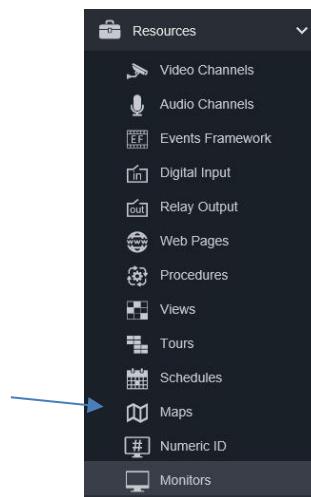 Resources
Video Channels
Audio Channels
EF Events Framework
in Digital Input
out Relay Output
www Web Pages
Procedures
Views
Tours
Schedules
Maps
# Numeric ID
Monitors